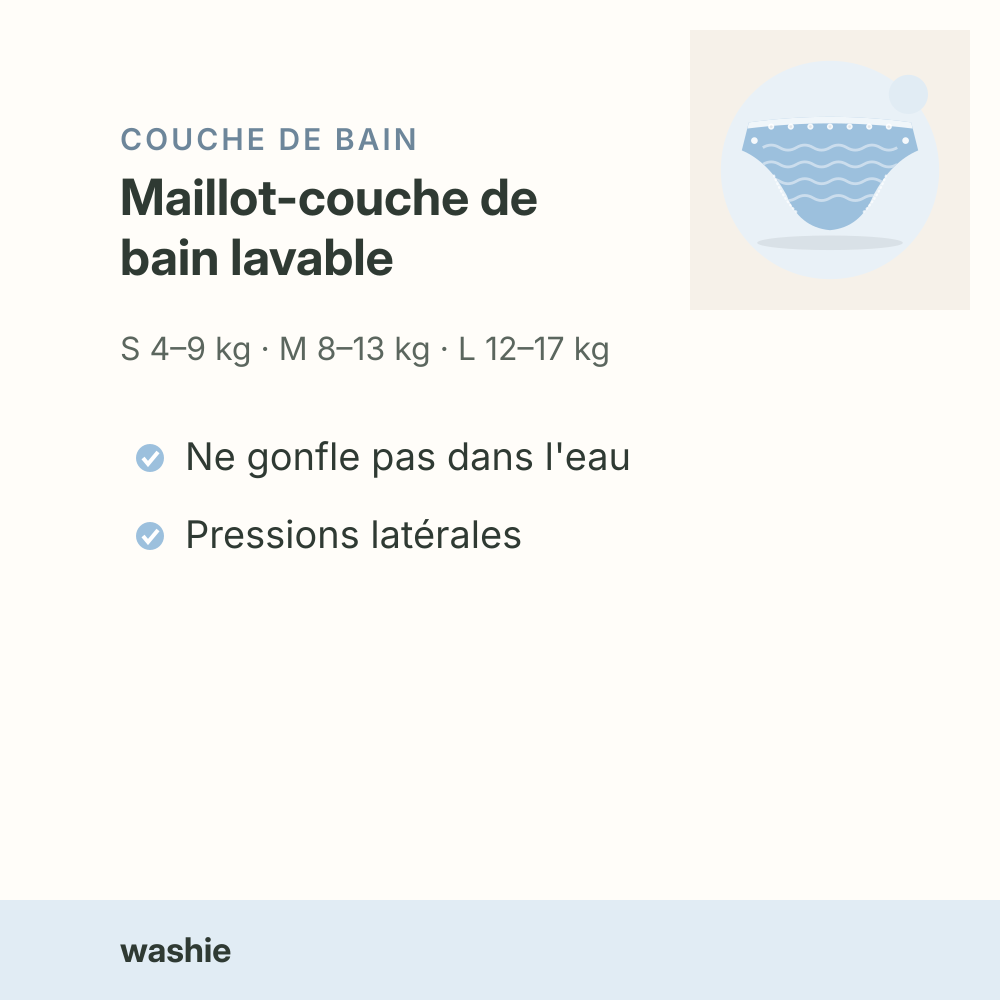 COUCHE DE BAIN
Maillot-couche de
bain lavable
S 4–9 kg · M 8–13 kg · L 12–17 kg
Ne gonfle pas dans l'eau
Pressions latérales
washie